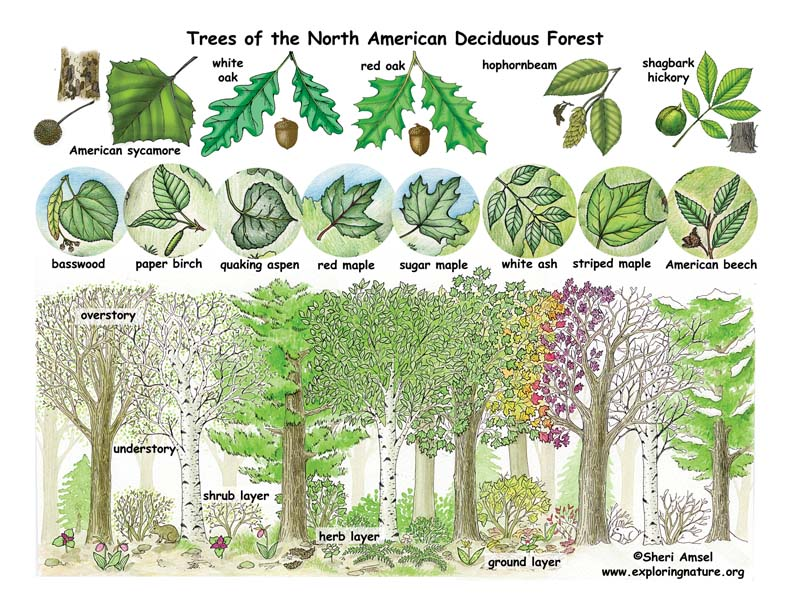 Trees of the North American Deciduous Forest
white
oak
red oak
hophornbeam
shagbark
hickory
American sycamore
basswood
paper birch
quaking aspen
red maple
sugar maple
white ash
striped maple
American beech
overstory
understory
shrub layer
herb layer
ground layer
©Sheri Amsel
www.exploringnature.org